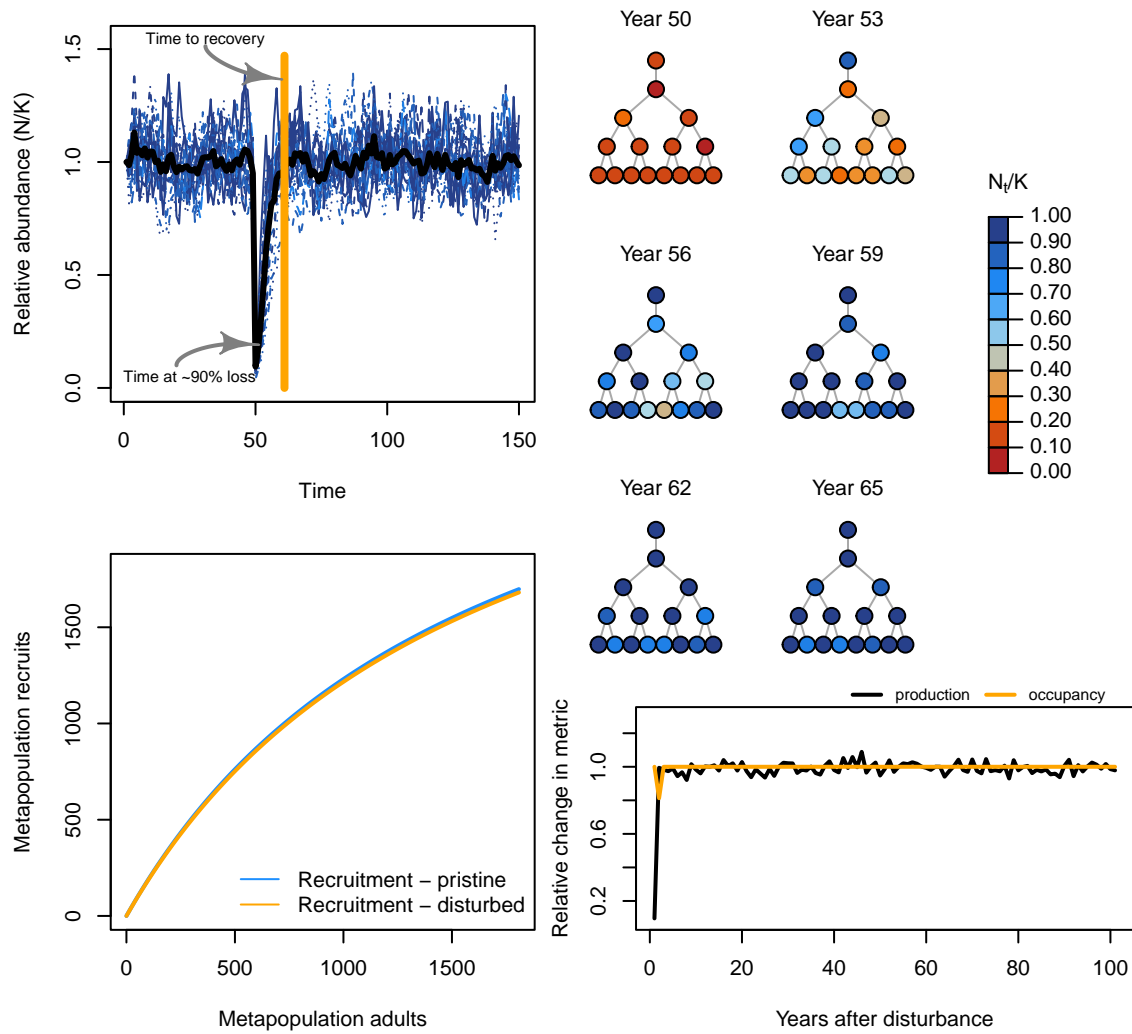 Relative abundance (N/K)
1.5
1.0
0.5
0.0
Time to recovery
Time at ~90% loss
0
50
100
150
Time
Year 50
Year 53
Year 56
Year 59
Year 62
Year 65
Nt/K
1.00
0.90
0.80
0.70
0.60
0.50
0.40
0.30
0.20
0.10
0.00
Metapopulation recruits
1500
1000
500
0
Recruitment − pristine
Recruitment − disturbed
0
500
1000
1500
Metapopulation adults
production
occupancy
Relative change in metric
1.0
0.6
0.2
0
20
40
60
80
100
Years after disturbance